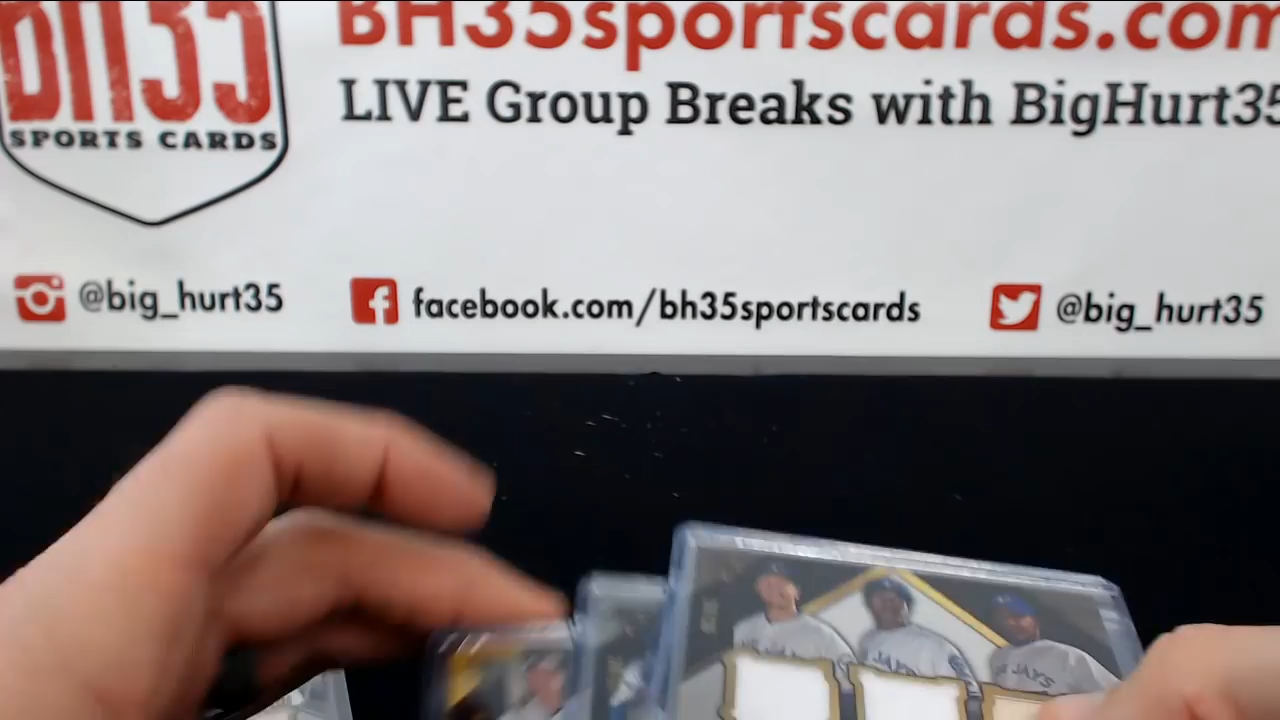 BH35
SPORTS CARDS
BH35sportscards.com
LIVE Group Breaks with BigHurt35
@big_hurt35
facebook.com/bh35sportscards
@big_hurt35
JAYS
JAYS